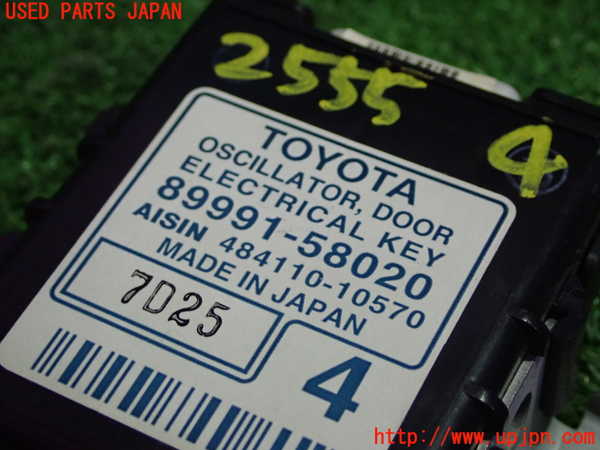 USED PARTS JAPAN
2555
4
TOYOTA
OSCILLATOR, DOOR
ELECTRICAL KEY
89991-58020
AISIN 484110-10570
MADE IN JAPAN
7D25
4
http://www.upjpn.com